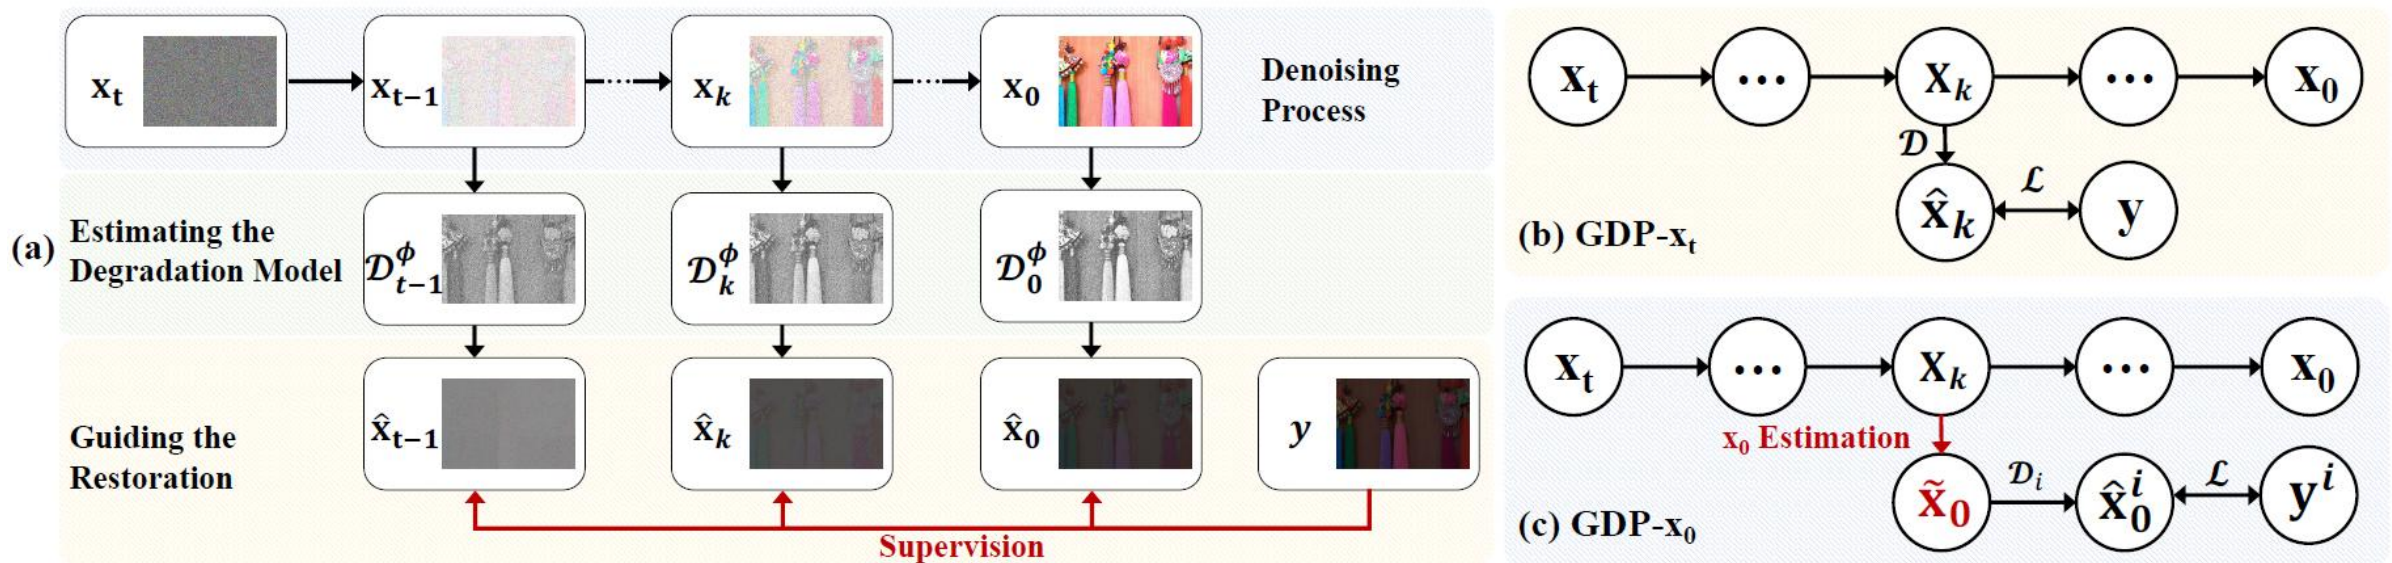 (a)
x_t
x_{t−1}
x_k
x_0
Denoising
Process
Estimating the
Degradation Model
𝒟^ϕ_{t−1}
𝒟^ϕ_k
𝒟^ϕ_0
Guiding the
Restoration
x̂_{t−1}
x̂_k
x̂_0
y
Supervision
x_t
...
x_k
...
x_0
𝒟
x̂_k
ℒ
y
(b) GDP-x_t
x_t
...
x_k
...
x_0
x_0 Estimation
x̃_0
𝒟_i
x̂^i_0
ℒ
y^i
(c) GDP-x_0